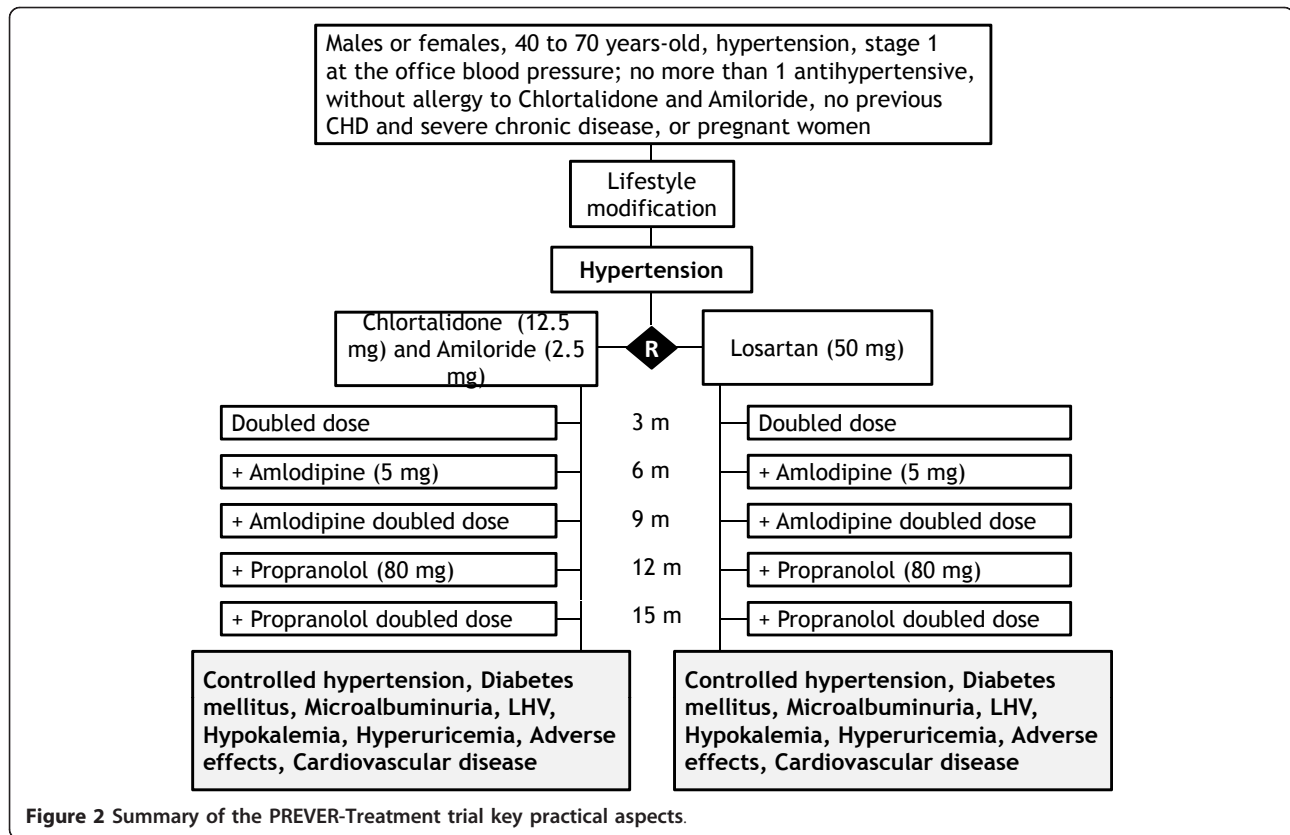 Males or females, 40 to 70 years-old, hypertension, stage 1
at the office blood pressure; no more than 1 antihypertensive,
without allergy to Chlortalidone and Amiloride, no previous
CHD and severe chronic disease, or pregnant women
Lifestyle
modification
Hypertension
Chlortalidone (12.5
mg) and Amiloride (2.5
mg)
R
Losartan (50 mg)
Doubled dose
3 m
Doubled dose
+ Amlodipine (5 mg)
6 m
+ Amlodipine (5 mg)
+ Amlodipine doubled dose
9 m
+ Amlodipine doubled dose
+ Propranolol (80 mg)
12 m
+ Propranolol (80 mg)
+ Propranolol doubled dose
15 m
+ Propranolol doubled dose
Controlled hypertension, Diabetes
mellitus, Microalbuminuria, LHV,
Hypokalemia, Hyperuricemia, Adverse
effects, Cardiovascular disease
Controlled hypertension, Diabetes
mellitus, Microalbuminuria, LHV,
Hypokalemia, Hyperuricemia, Adverse
effects, Cardiovascular disease
Figure 2 Summary of the PREVER-Treatment trial key practical aspects.